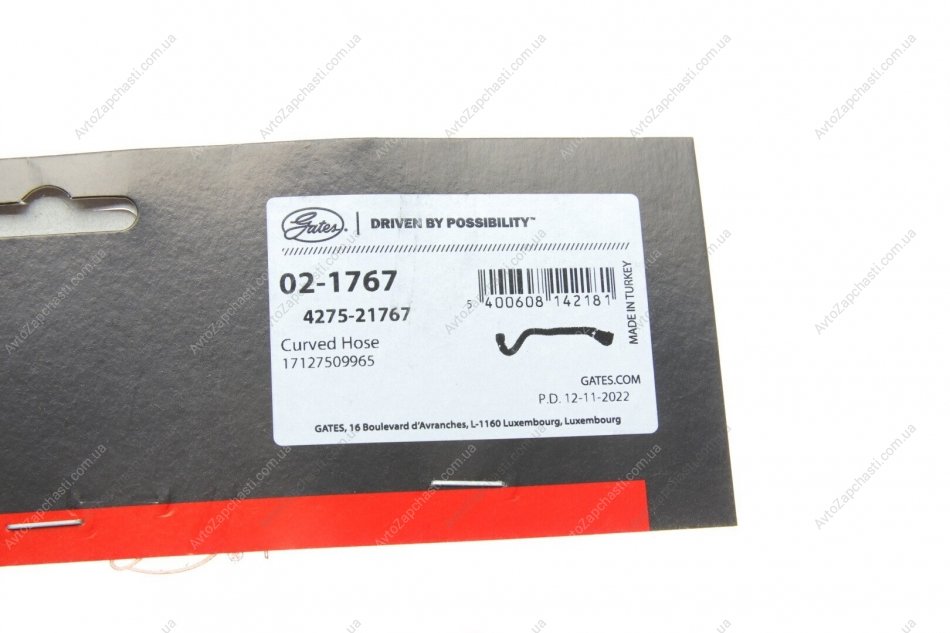 Gates. | DRIVEN BY POSSIBILITY™
02-1767
4275-21767
Curved Hose
17127509965
5 400608 142181
MADE IN TURKEY
GATES.COM
P.D. 12-11-2022
GATES, 16 Boulevard d'Avranches, L-1160 Luxembourg, Luxembourg
AvtoZapchasti.com.ua